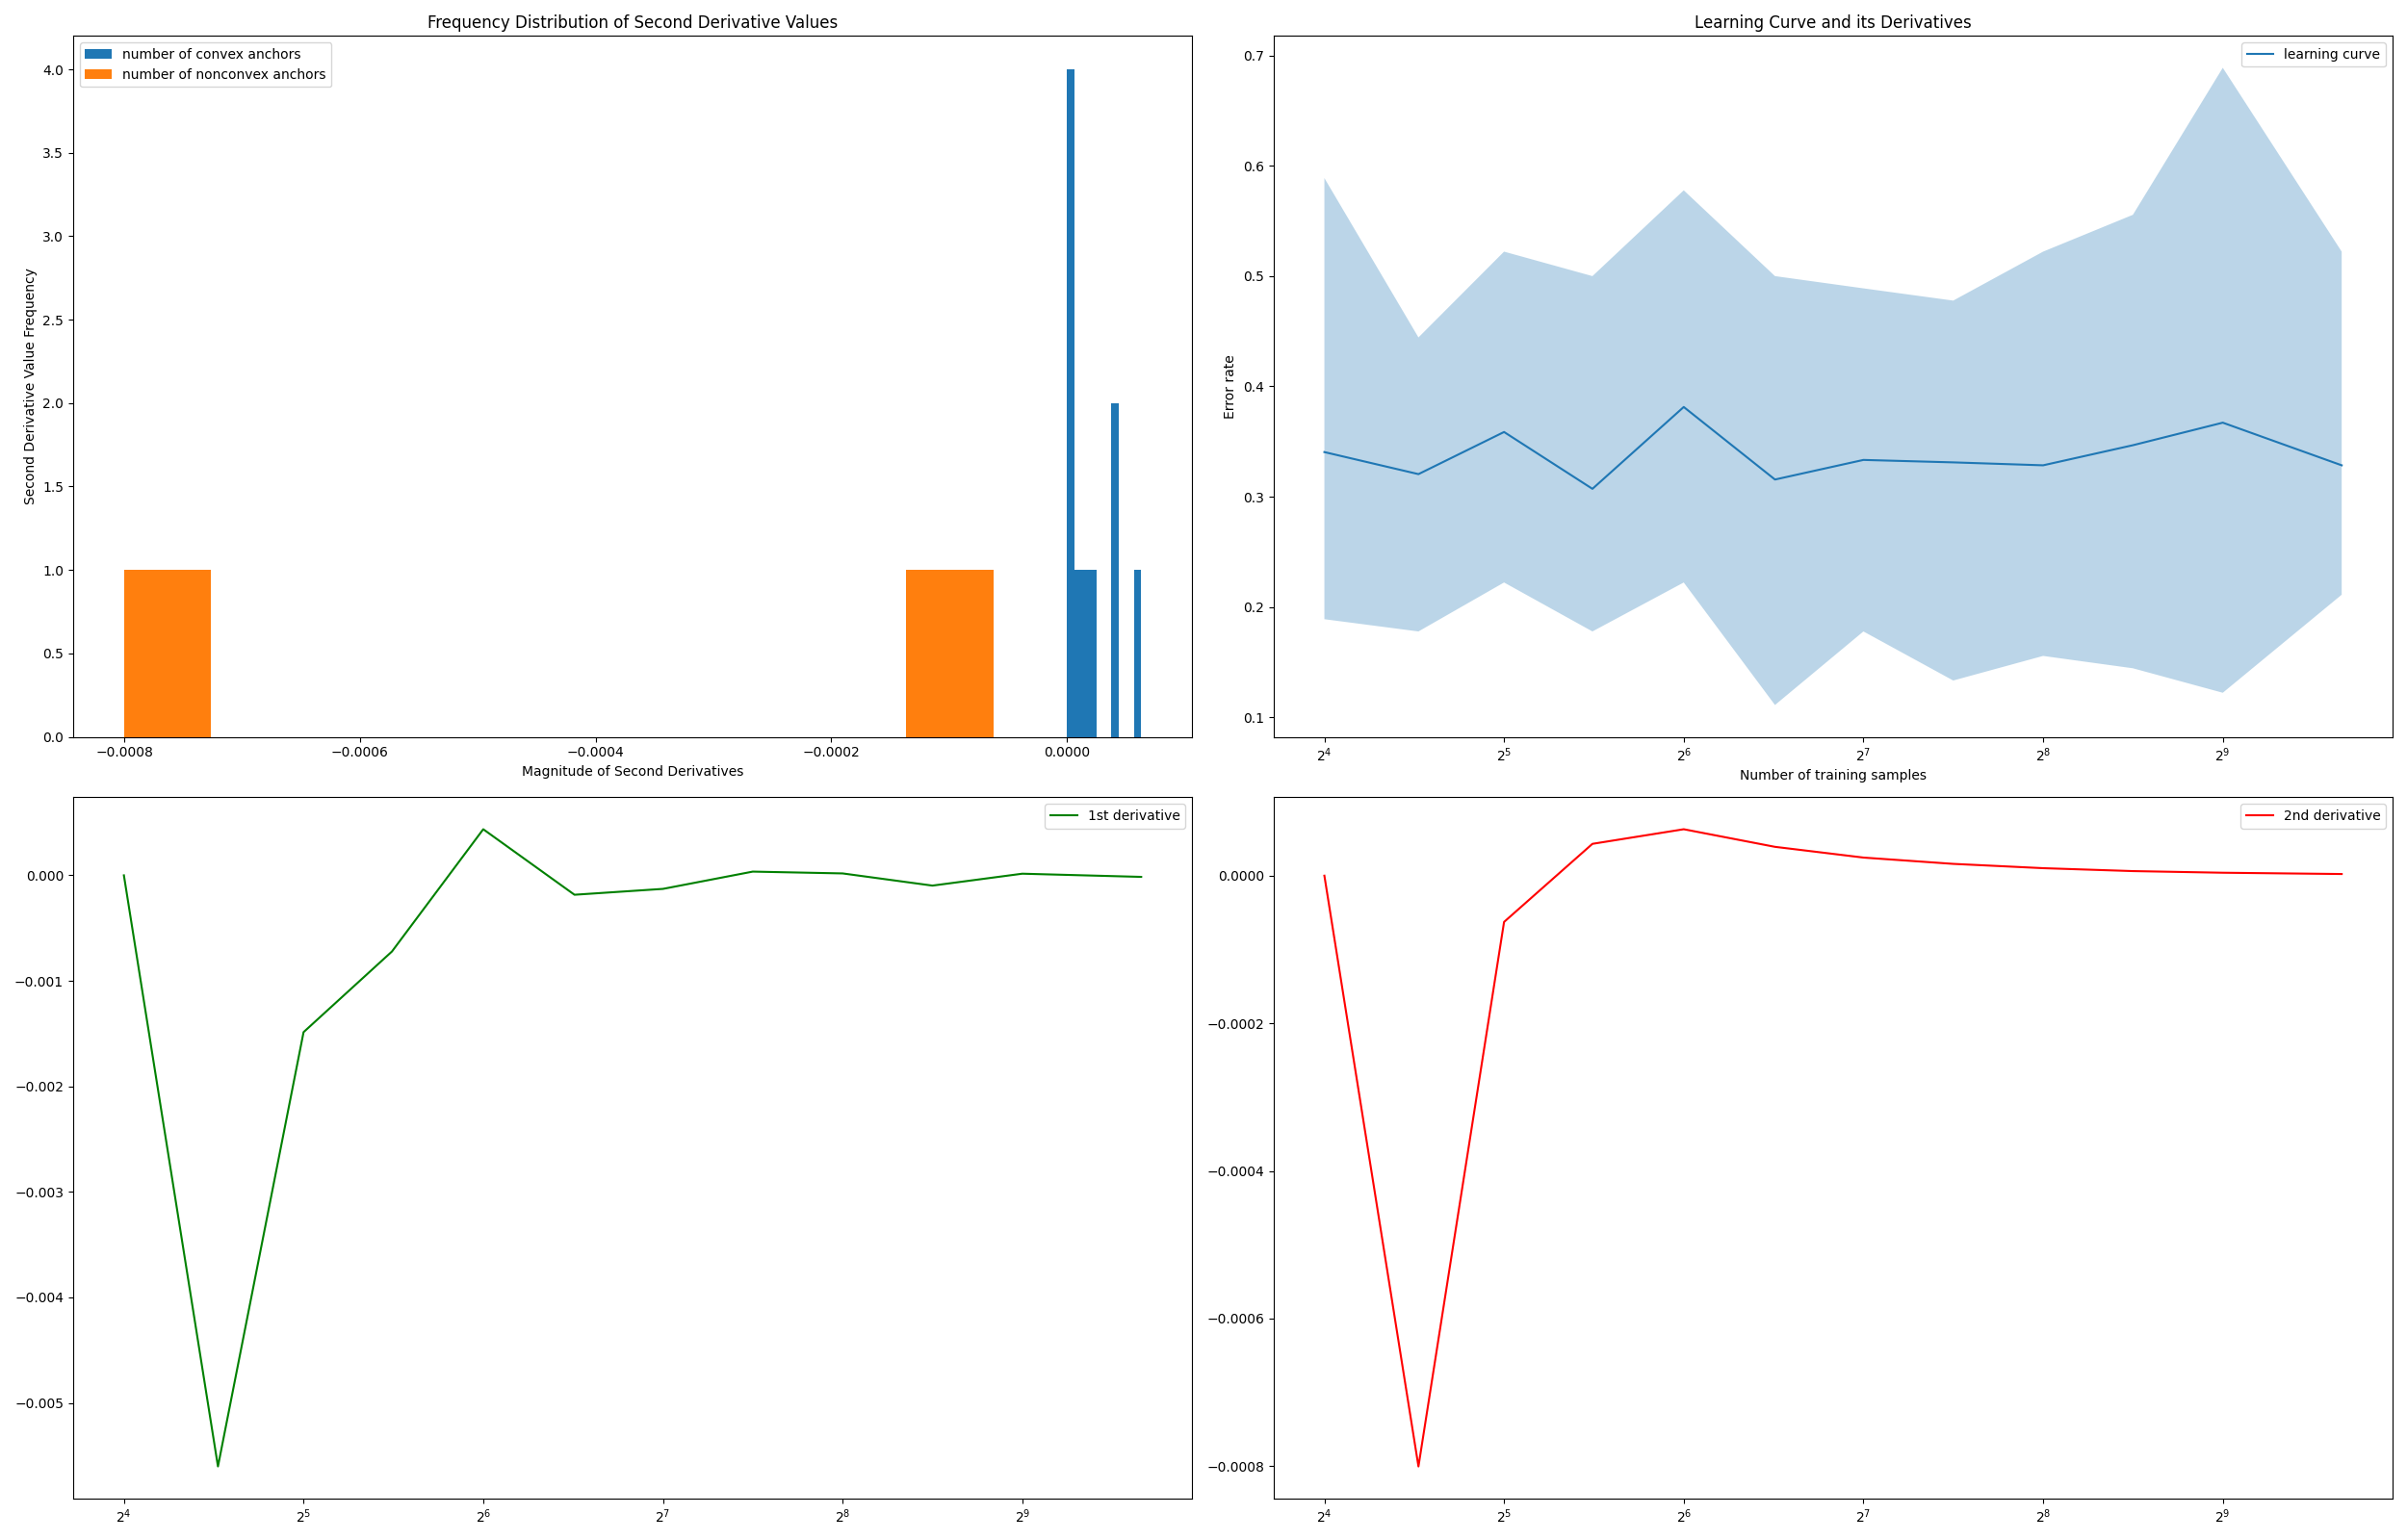 Frequency Distribution of Second Derivative Values
number of convex anchors
number of nonconvex anchors
4.0
3.5
3.0
2.5
2.0
1.5
1.0
0.5
0.0
Second Derivative Value Frequency
−0.0008 −0.0006 −0.0004 −0.0002 0.0000
Magnitude of Second Derivatives
Learning Curve and its Derivatives
learning curve
0.7
0.6
0.5
0.4
0.3
0.2
0.1
Error rate
2⁴ 2⁵ 2⁶ 2⁷ 2⁸ 2⁹
Number of training samples
1st derivative
0.000
−0.001
−0.002
−0.003
−0.004
−0.005
2⁴ 2⁵ 2⁶ 2⁷ 2⁸ 2⁹
2nd derivative
0.0000
−0.0002
−0.0004
−0.0006
−0.0008
2⁴ 2⁵ 2⁶ 2⁷ 2⁸ 2⁹